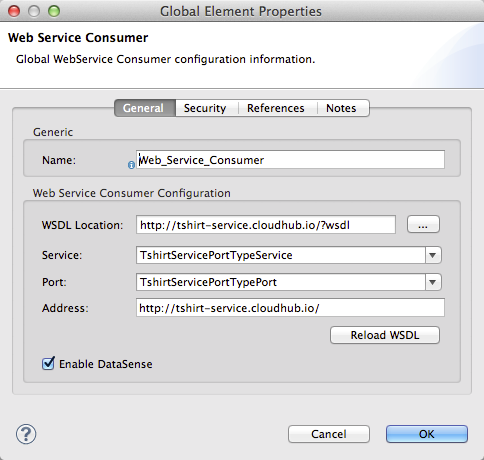 Global Element Properties
Web Service Consumer
Global WebService Consumer configuration information.
General Security References Notes
Generic
Name: Web_Service_Consumer
Web Service Consumer Configuration
WSDL Location: http://tshirt-service.cloudhub.io/?wsdl ...
Service: TshirtServicePortTypeService
Port: TshirtServicePortTypePort
Address: http://tshirt-service.cloudhub.io/
Reload WSDL
Enable DataSense
? Cancel OK